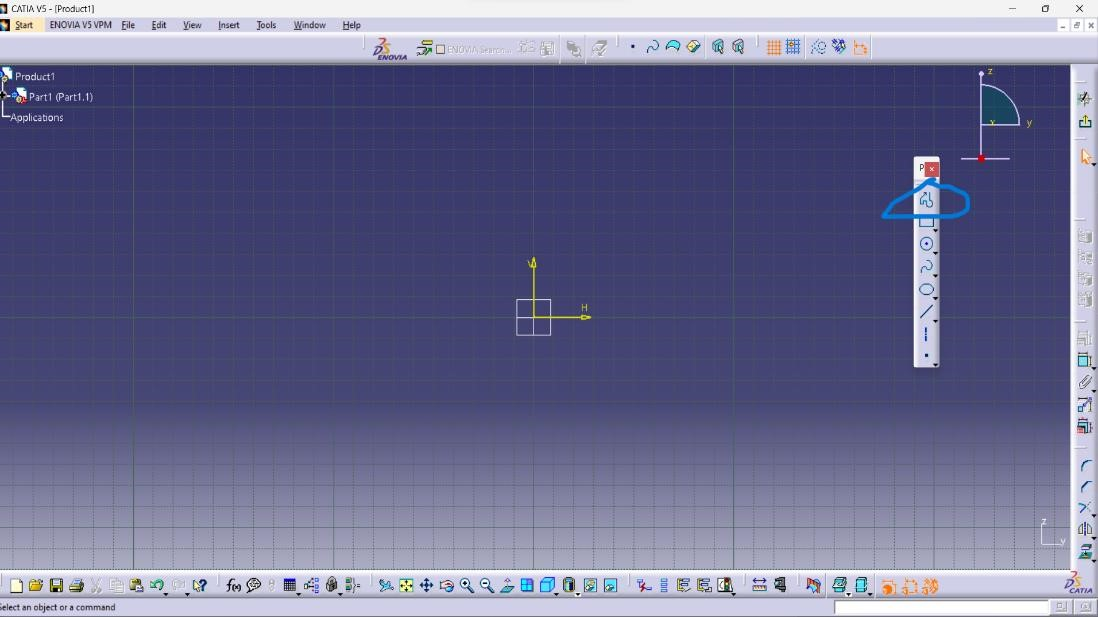 CATIA V5 - [Product1]
Start ENOVIA V5 VPM File Edit View Insert Tools Window Help
ENOVIA
ENOVIA Search...
Product1
Part1 (Part1.1)
Applications
z
x
y
P
V
H
z
y
f(x)
CATIA
Select an object or a command